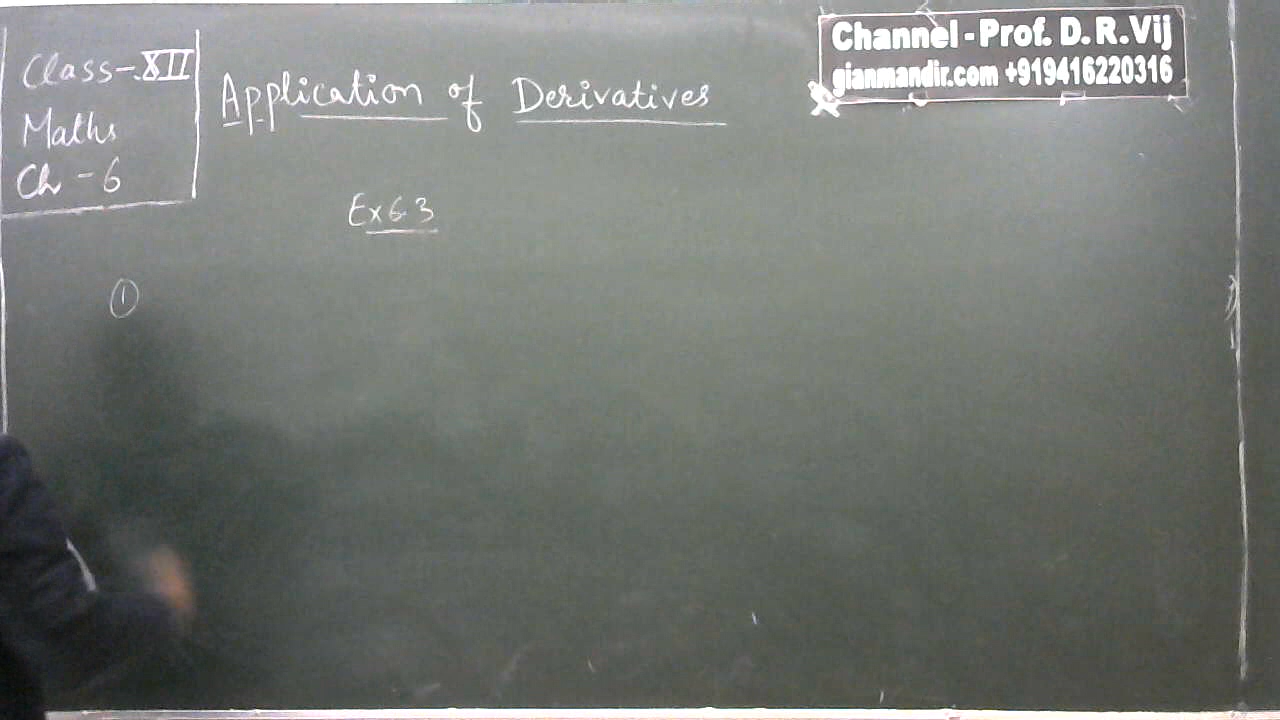 Class-XII
Maths
Ch-6
Application of Derivatives
Channel - Prof. D.R.Vij
gianmandir.com +919416220316
Ex 6.3
①